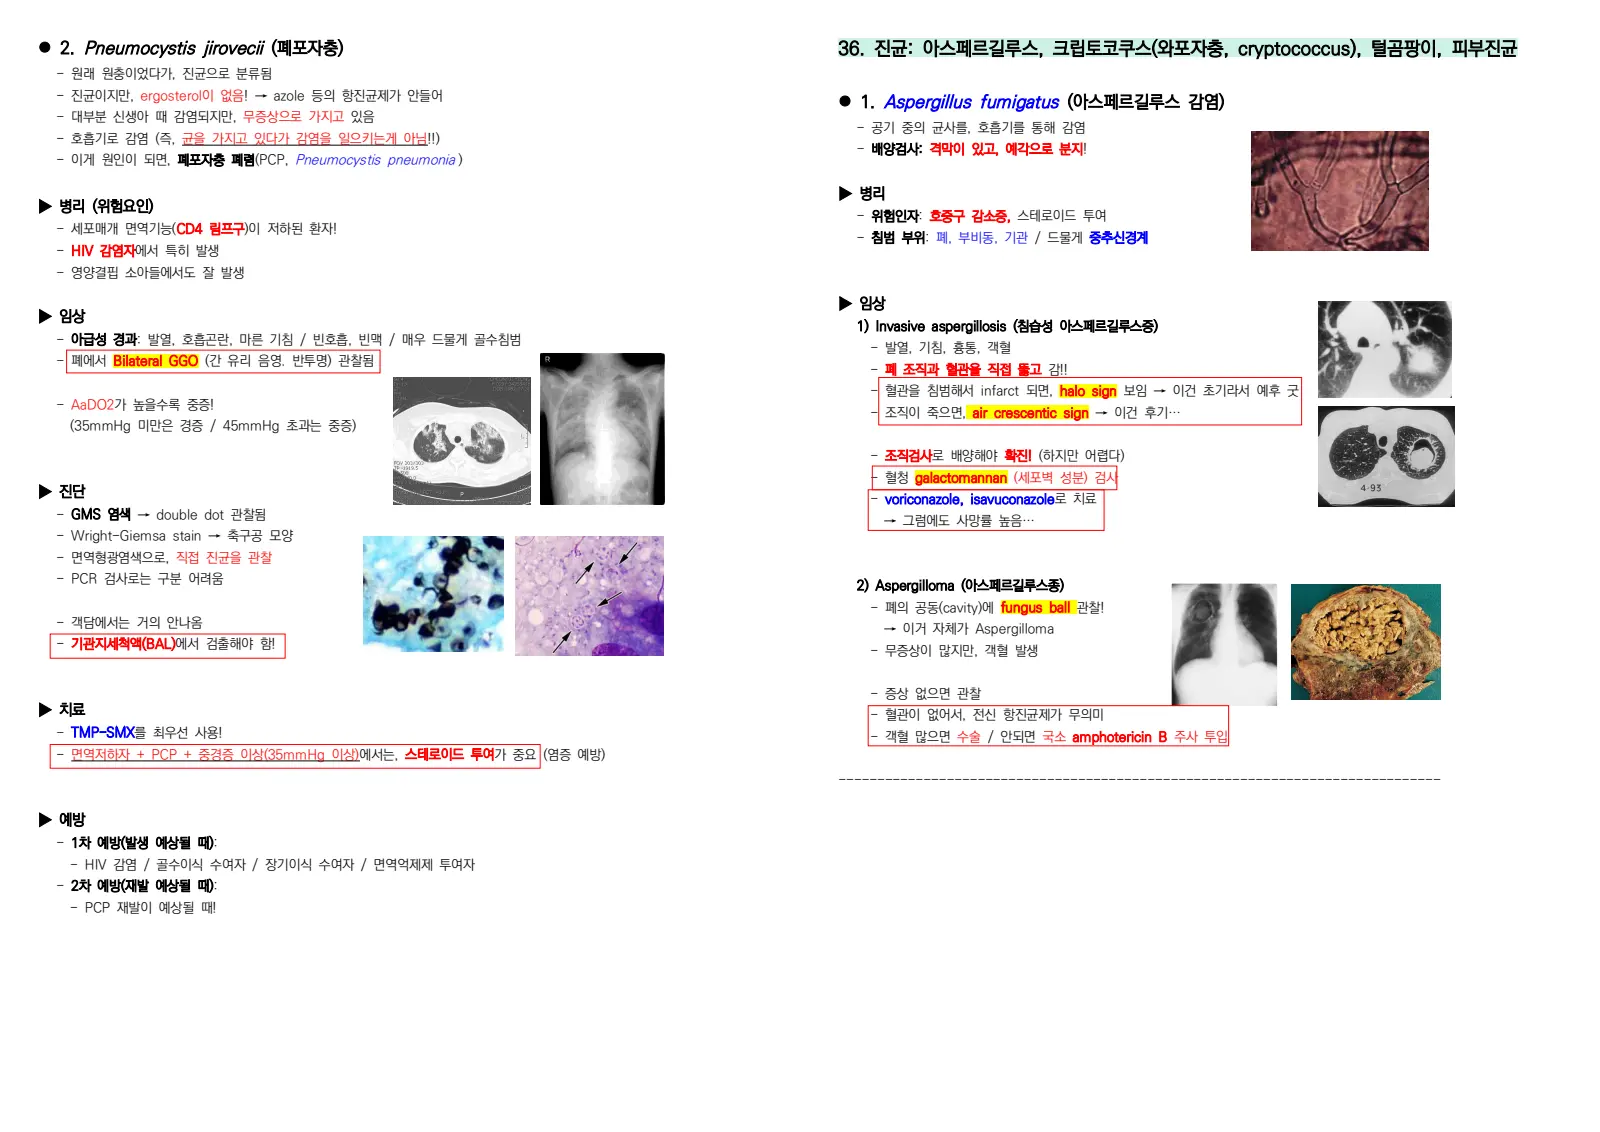 ● 2. Pneumocystis jirovecii (폐포자충)
- 원래 원충이었다가, 진균으로 분류됨
- 진균이지만, ergosterol이 없음! → azole 등의 항진균제가 안들어
- 대부분 신생아 때 감염되지만, 무증상으로 가지고 있음
- 호흡기로 감염 (즉, 균을 가지고 있다가 감염을 일으키는게 아님!!)
- 이게 원인이 되면, 폐포자충 폐렴(PCP, Pneumocystis pneumonia)
▶ 병리 (위험요인)
- 세포매개 면역기능(CD4 림프구)이 저하된 환자!
- HIV 감염자에서 특히 발생
- 영양결핍 소아들에서도 잘 발생
▶ 임상
- 아급성 경과: 발열, 호흡곤란, 마른 기침 / 빈호흡, 빈맥 / 매우 드물게 골수침범
- 폐에서 Bilateral GGO (간 유리 음영. 반투명) 관찰됨
- AaDO2가 높을수록 중증!
(35mmHg 미만은 경증 / 45mmHg 초과는 중증)
R
P
▶ 진단
- GMS 염색 → double dot 관찰됨
- Wright-Giemsa stain → 축구공 모양
- 면역형광염색으로, 직접 진균을 관찰
- PCR 검사로는 구분 어려움
- 객담에서는 거의 안나옴
- 기관지세척액(BAL)에서 검출해야 함!
▶ 치료
- TMP-SMX를 최우선 사용!
- 면역저하자 + PCP + 중경증 이상(35mmHg 이상)에서는, 스테로이드 투여가 중요 (염증 예방)
▶ 예방
- 1차 예방(발생 예상될 때):
- HIV 감염 / 골수이식 수여자 / 장기이식 수여자 / 면역억제제 투여자
- 2차 예방(재발 예상될 때):
- PCP 재발이 예상될 때!
36. 진균: 아스페르길루스, 크립토코쿠스(와포자충, cryptococcus), 털곰팡이, 피부진균
● 1. Aspergillus fumigatus (아스페르길루스 감염)
- 공기 중의 균사를, 호흡기를 통해 감염
- 배양검사: 격막이 있고, 예각으로 분지!
▶ 병리
- 위험인자: 호중구 감소증, 스테로이드 투여
- 침범 부위: 폐, 부비동, 기관 / 드물게 중추신경계
▶ 임상
1) Invasive aspergillosis (침습성 아스페르길루스증)
- 발열, 기침, 흉통, 객혈
- 폐 조직과 혈관을 직접 뚫고 감!!
- 혈관을 침범해서 infarct 되면, halo sign 보임 → 이건 초기라서 예후 굿
- 조직이 죽으면, air crescentic sign → 이건 후기…
- 조직검사로 배양해야 확진! (하지만 어렵다)
- 혈청 galactomannan (세포벽 성분) 검사
- voriconazole, isavuconazole로 치료
→ 그럼에도 사망률 높음…
4-93
2) Aspergilloma (아스페르길루스종)
- 폐의 공동(cavity)에 fungus ball 관찰!
→ 이거 자체가 Aspergilloma
- 무증상이 많지만, 객혈 발생
- 증상 없으면 관찰
- 혈관이 없어서, 전신 항진균제가 무의미
- 객혈 많으면 수술 / 안되면 국소 amphotericin B 주사 투입